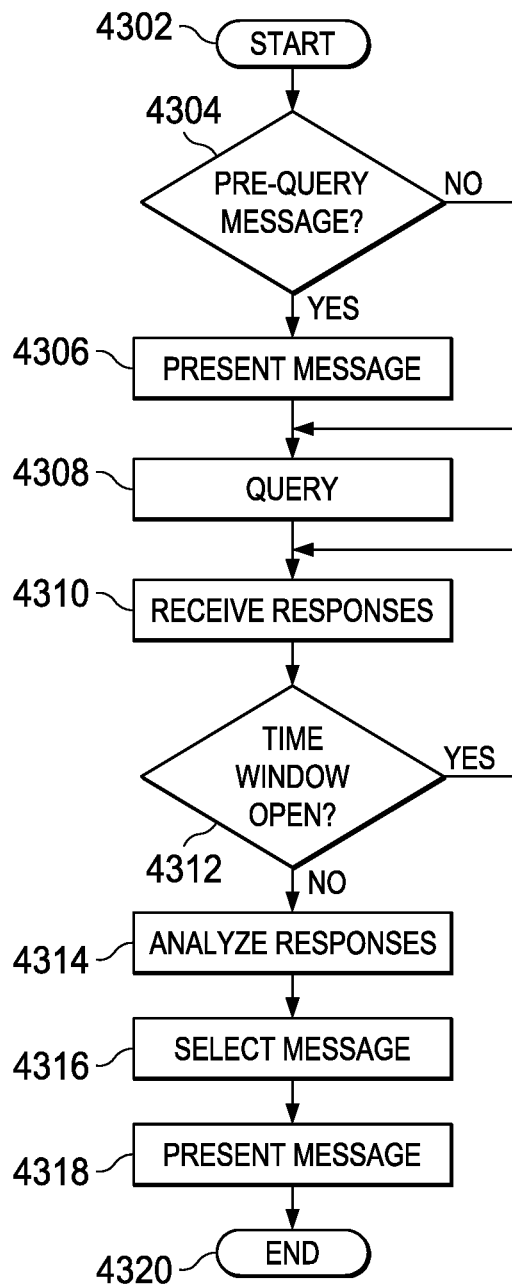 4302
START
4304
PRE-QUERY
MESSAGE?
NO
YES
4306
PRESENT MESSAGE
4308
QUERY
4310
RECEIVE RESPONSES
TIME
WINDOW
OPEN?
YES
4312
NO
4314
ANALYZE RESPONSES
4316
SELECT MESSAGE
4318
PRESENT MESSAGE
4320
END